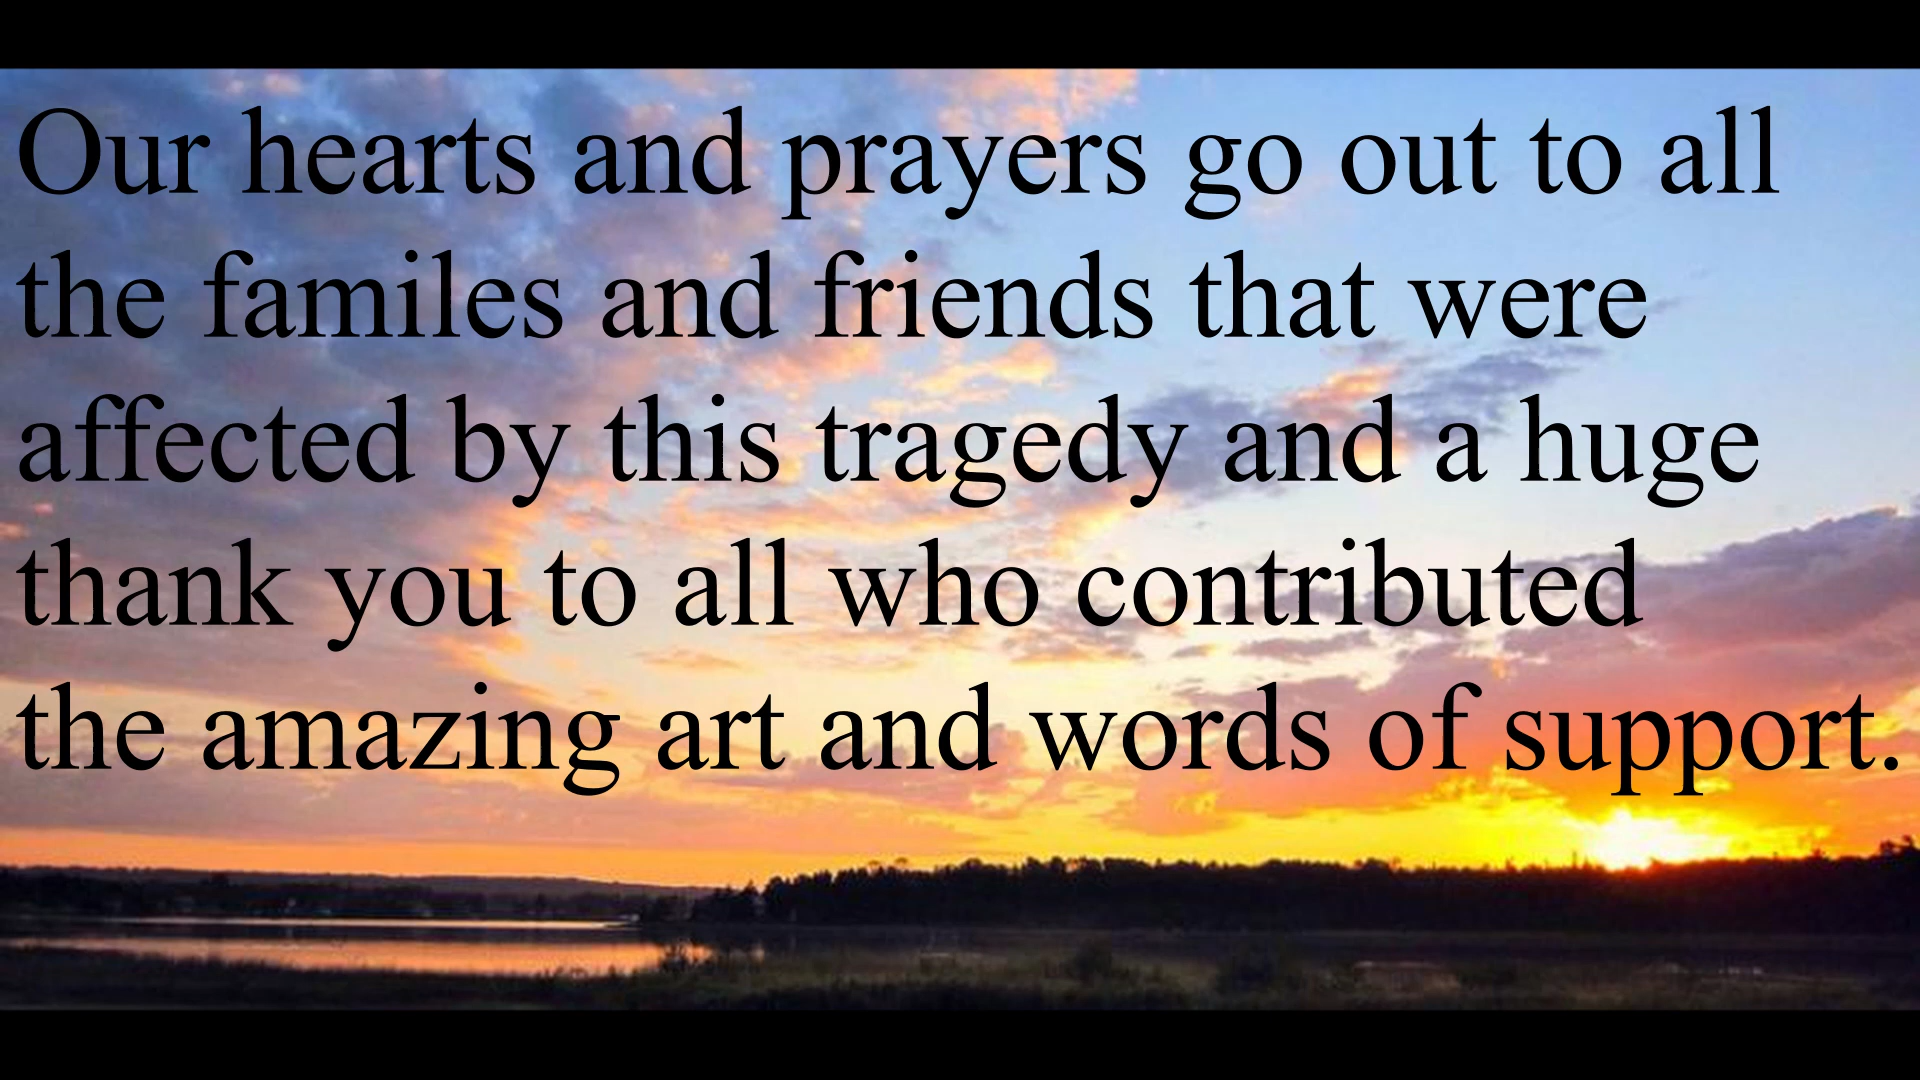 Our hearts and prayers go out to all
the familes and friends that were
affected by this tragedy and a huge
thank you to all who contributed
the amazing art and words of support.